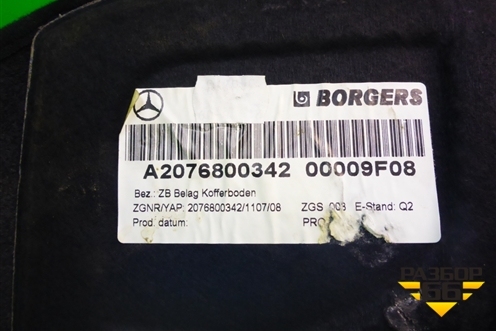 BORGERS
A2076800342 00009F08
Bez.: ZB Belag Kofferboden
ZGNR/YAP: 2076800342/1107/08 ZGS 003 E-Stand: Q2
Prod. datum: PRO
РАЗБОР
56